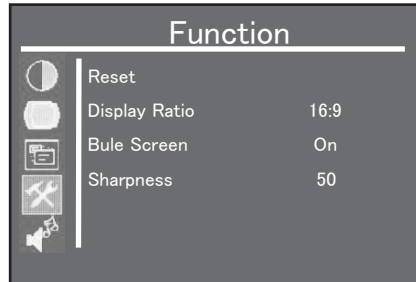 Function
Reset
Display Ratio 16:9
Bule Screen On
Sharpness 50